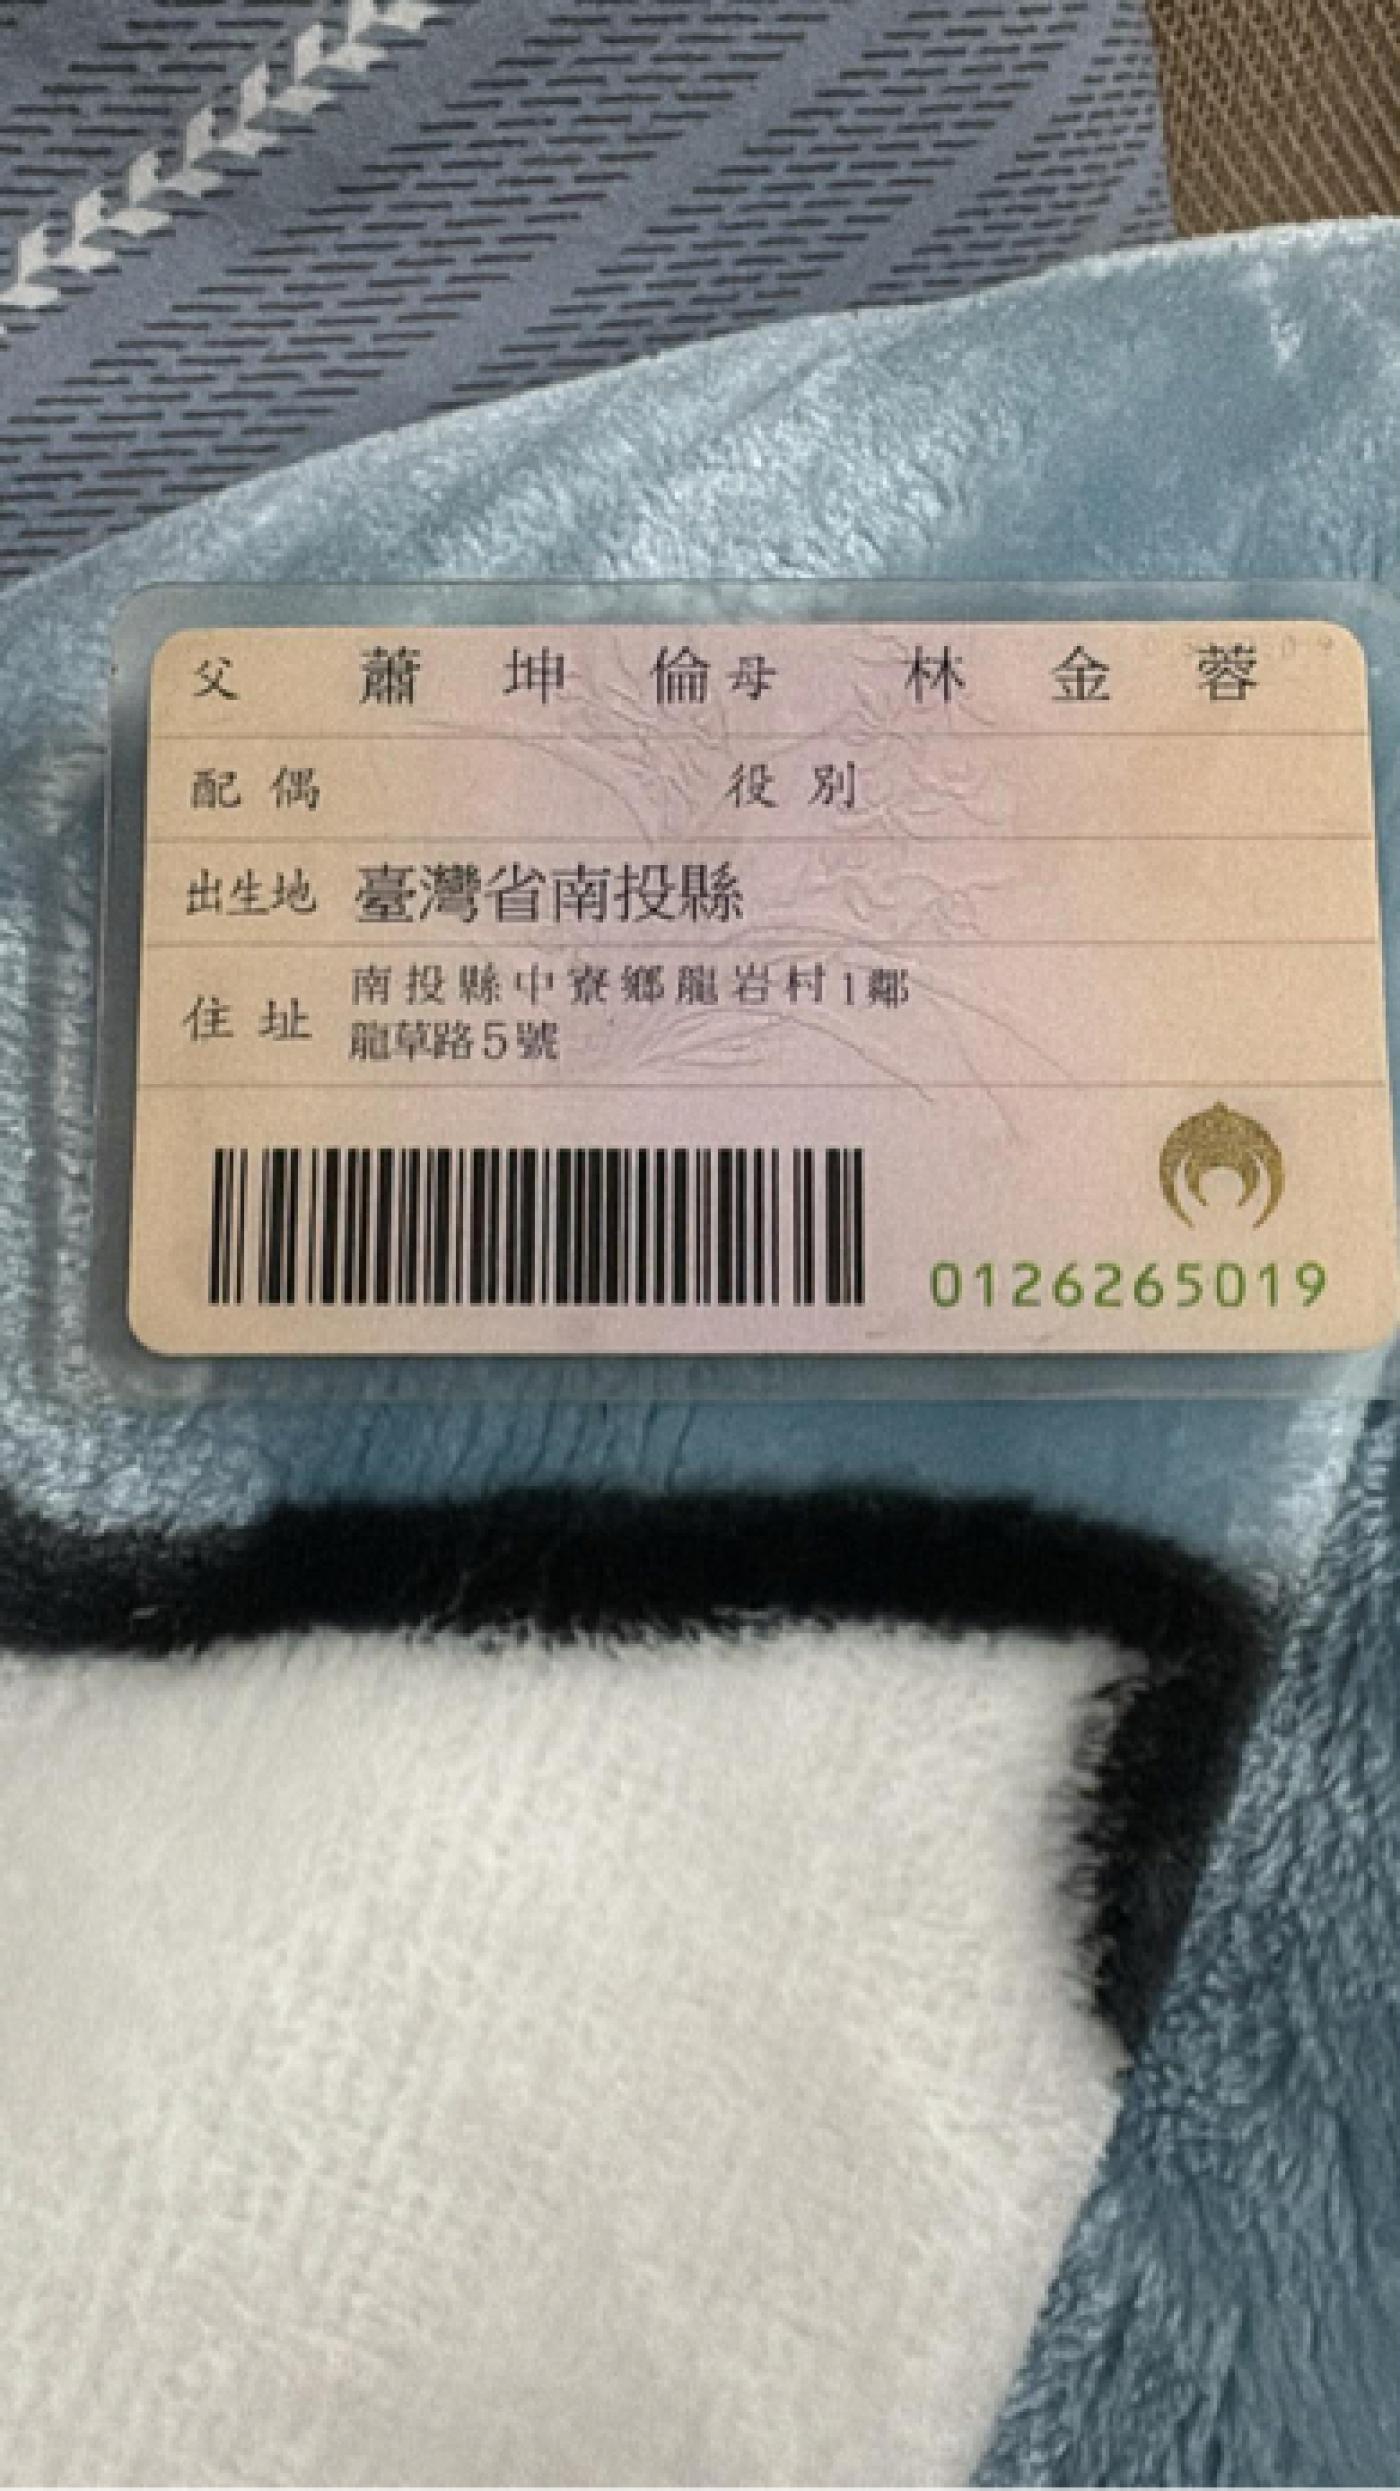 父 蕭坤倫 母 林金蓉
配偶 役別
出生地 臺灣省南投縣
住址 南投縣中寮鄉龍岩村1鄰
龍草路5號
0126265019